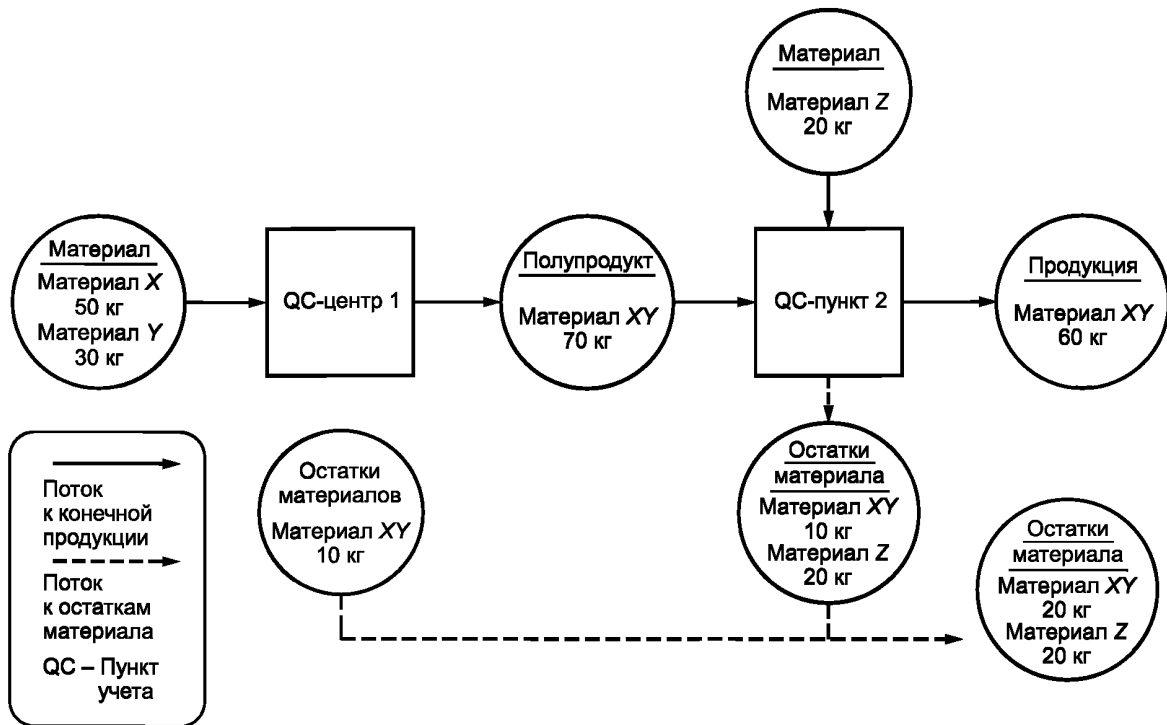 Материал
Материал Z
20 кг
Материал
Материал X
50 кг
Материал Y
30 кг
QC-центр 1
Полупродукт
Материал XY
70 кг
QC-пункт 2
Продукция
Материал XY
60 кг
Поток
к конечной
продукции
Поток
к остаткам
материала
QC – Пункт
учета
Остатки
материалов
Материал XY
10 кг
Остатки
материала
Материал XY
10 кг
Материал Z
20 кг
Остатки
материала
Материал XY
20 кг
Материал Z
20 кг